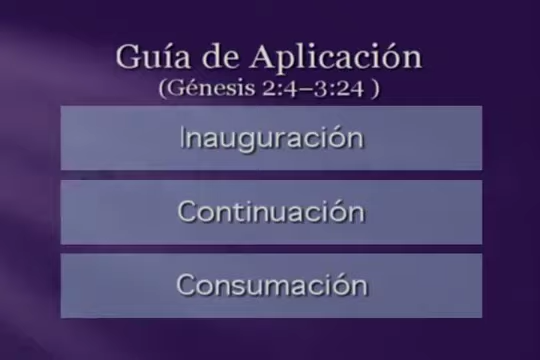 Guía de Aplicación
(Génesis 2:4–3:24 )
Inauguración
Continuación
Consumación